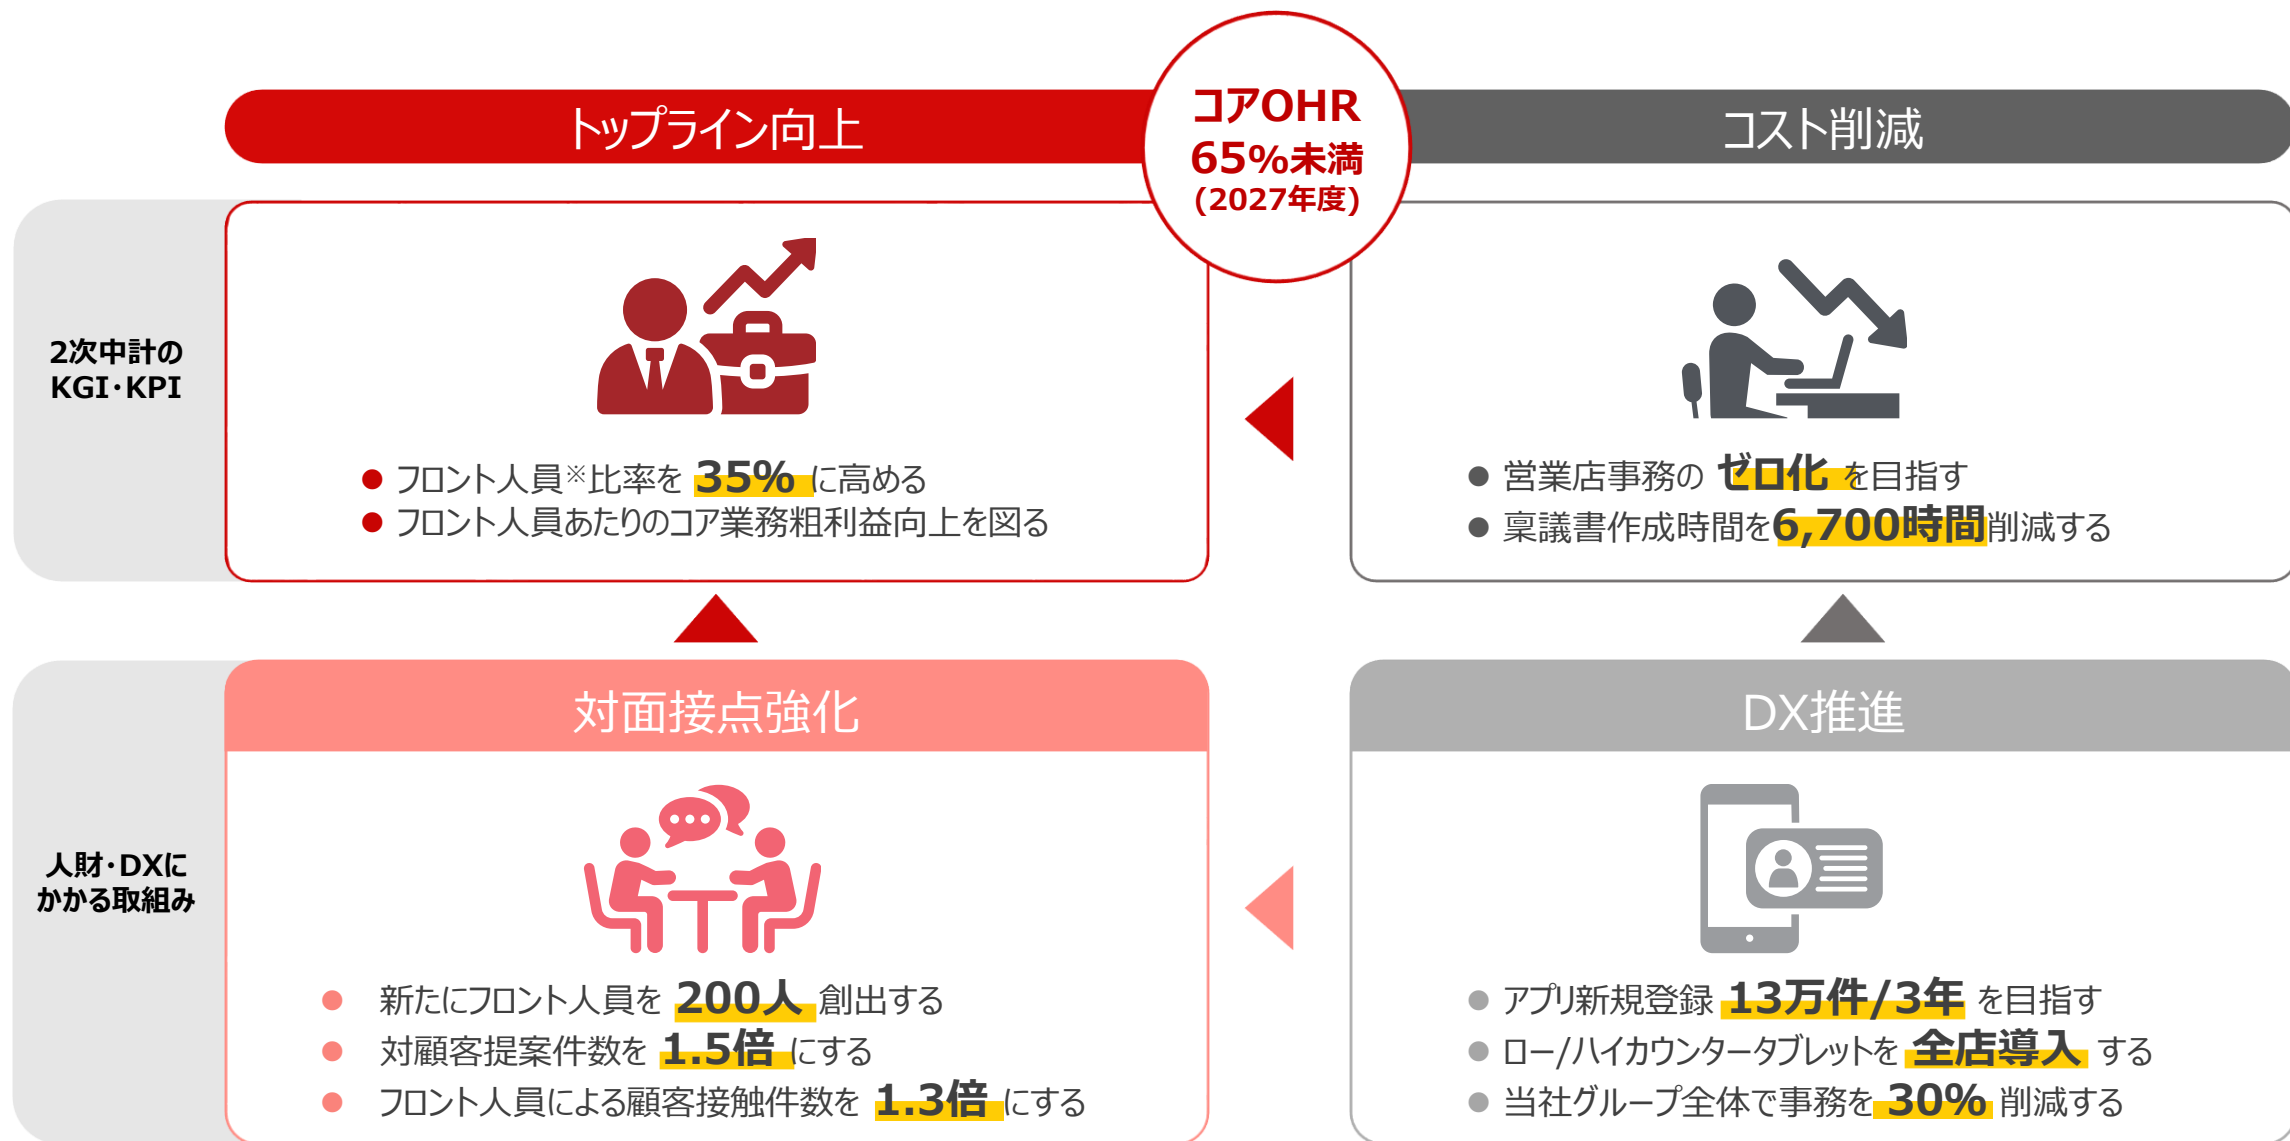 トップライン向上
コアOHR
65%未満
(2027年度)
コスト削減
2次中計の
KGI・KPI
● フロント人員※比率を 35% に高める
● フロント人員あたりのコア業務粗利益向上を図る
● 営業店事務の ゼロ化 を目指す
● 稟議書作成時間を6,700時間削減する
人財・DXに
かかる取組み
対面接点強化
● 新たにフロント人員を 200人 創出する
● 対顧客提案件数を 1.5倍 にする
● フロント人員による顧客接触件数を 1.3倍 にする
DX推進
● アプリ新規登録 13万件/3年 を目指す
● ロー/ハイカウンタータブレットを 全店導入 する
● 当社グループ全体で事務を 30% 削減する